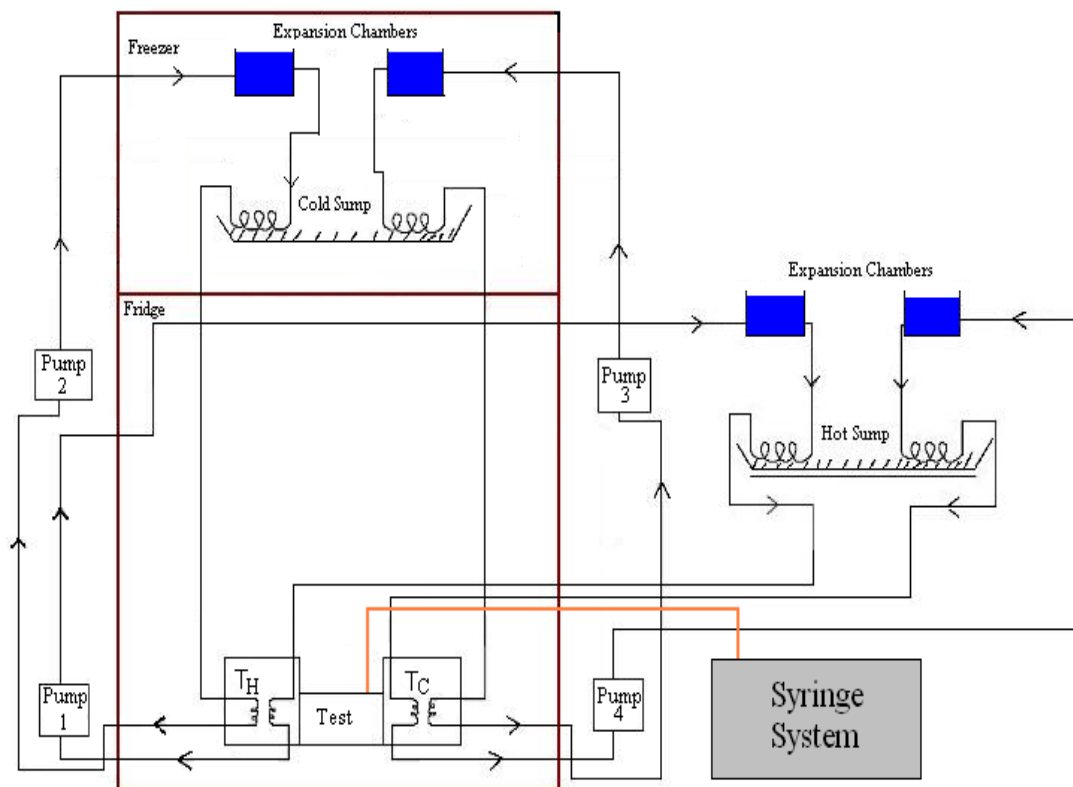 Expansion Chambers
Freezer
Cold Sump
Expansion Chambers
Fridge
Pump
2
Pump
3
Hot Sump
TH
TC
Pump
1
Test
Pump
4
Syringe
System